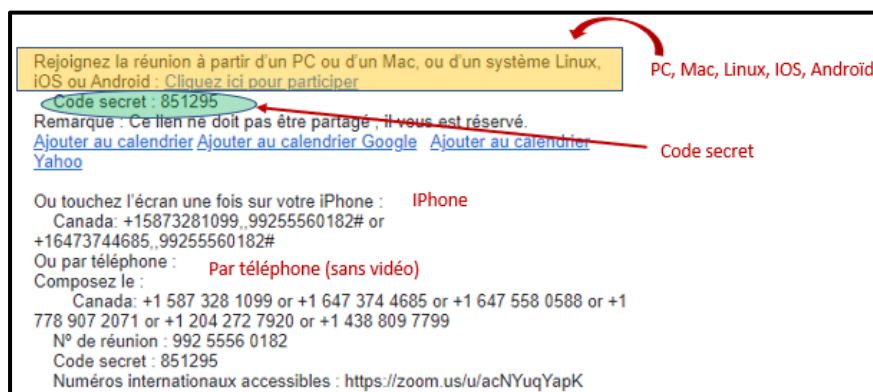 Rejoignez la réunion à partir d'un PC ou d'un Mac, ou d'un système Linux,
iOS ou Android : Cliquez ici pour participer
PC, Mac, Linux, IOS, Androïd
Code secret : 851295
Remarque : Ce lien ne doit pas être partagé ; il vous est réservé.
Ajouter au calendrier Ajouter au calendrier Google Ajouter au calendrier
Yahoo
Code secret
Ou touchez l'écran une fois sur votre iPhone :
IPhone
Canada: +15873281099,,99255560182# or
+16473744685,,99255560182#
Ou par téléphone :
Par téléphone (sans vidéo)
Composez le :
Canada: +1 587 328 1099 or +1 647 374 4685 or +1 647 558 0588 or +1
778 907 2071 or +1 204 272 7920 or +1 438 809 7799
Nº de réunion : 992 5556 0182
Code secret : 851295
Numéros internationaux accessibles : https://zoom.us/u/acNYuqYapK